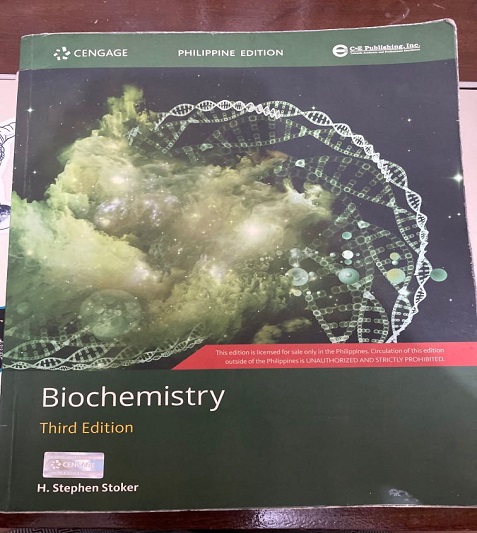 CENGAGE
PHILIPPINE EDITION
C-E Publishing, Inc.
This edition is licensed for sale only in the Philippines. Circulation of this edition
outside of the Philippines is UNAUTHORIZED AND STRICTLY PROHIBITED.
Biochemistry
Third Edition
CENGAGE
H. Stephen Stoker